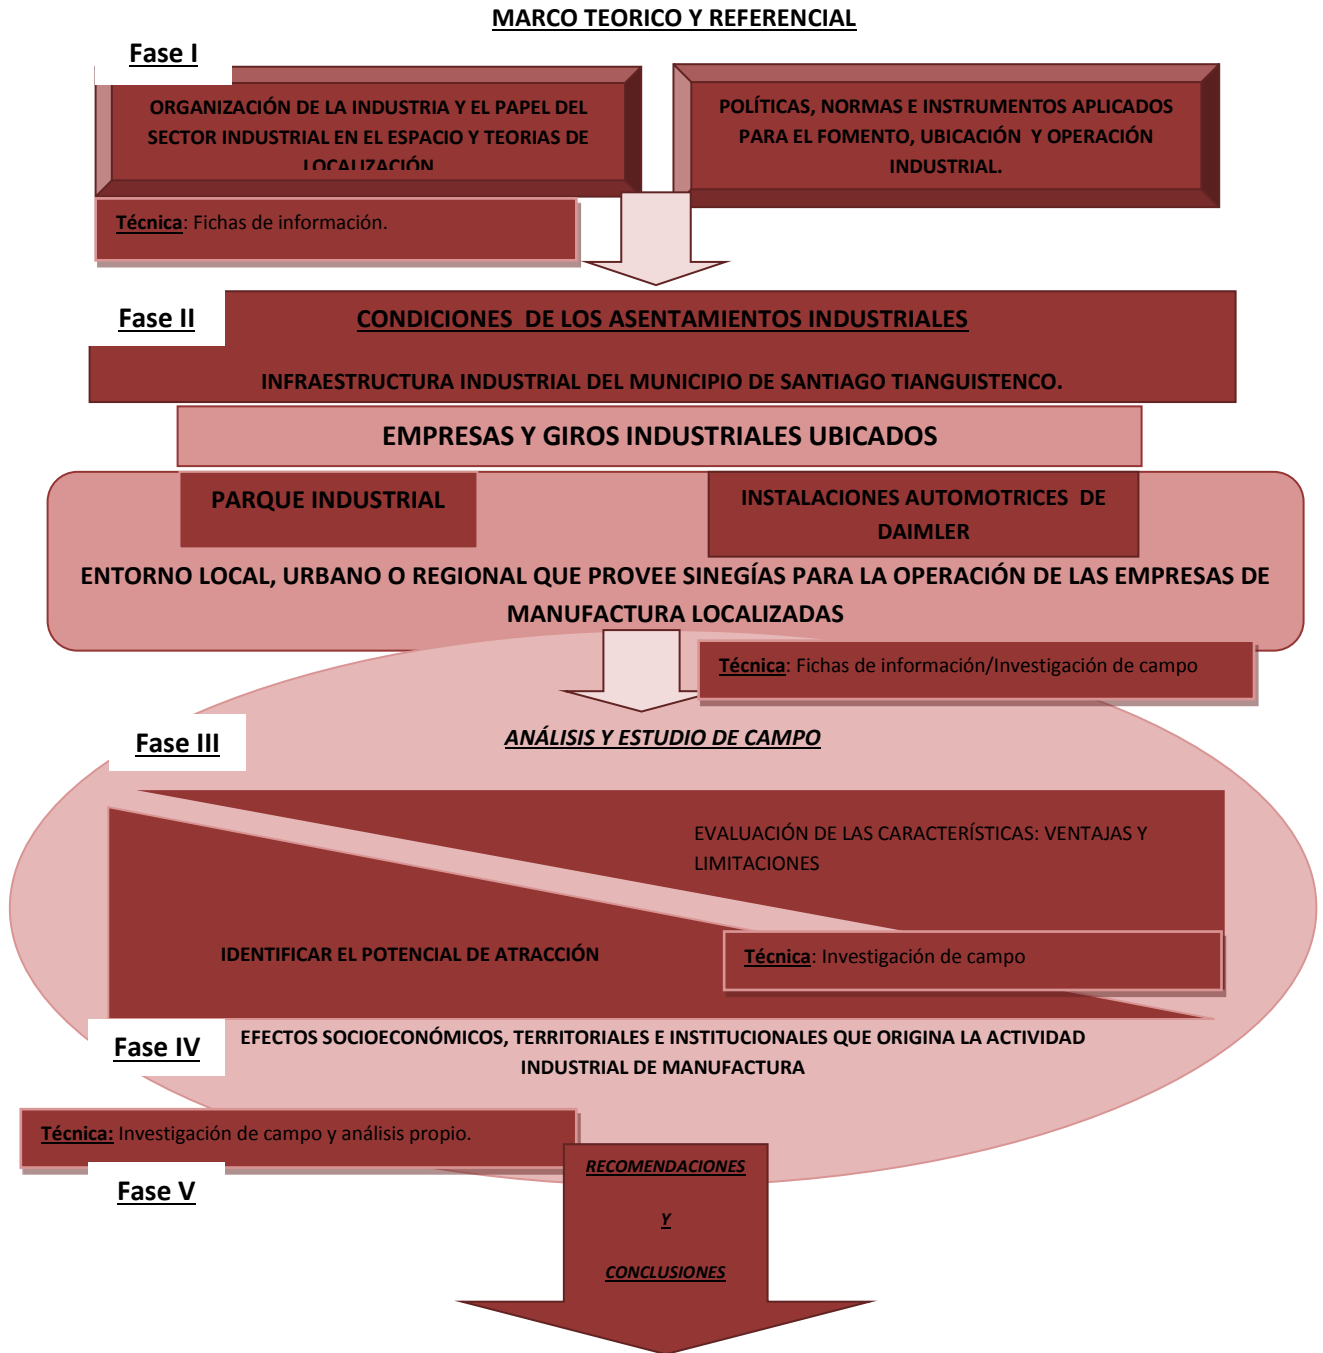 MARCO TEORICO Y REFERENCIAL
Fase I
ORGANIZACIÓN DE LA INDUSTRIA Y EL PAPEL DEL
SECTOR INDUSTRIAL EN EL ESPACIO Y TEORIAS DE
LOCALIZACIÓN
POLÍTICAS, NORMAS E INSTRUMENTOS APLICADOS
PARA EL FOMENTO, UBICACIÓN Y OPERACIÓN
INDUSTRIAL.
Técnica: Fichas de información.
Fase II
CONDICIONES DE LOS ASENTAMIENTOS INDUSTRIALES
INFRAESTRUCTURA INDUSTRIAL DEL MUNICIPIO DE SANTIAGO TIANGUISTENCO.
EMPRESAS Y GIROS INDUSTRIALES UBICADOS
PARQUE INDUSTRIAL
INSTALACIONES AUTOMOTRICES DE
DAIMLER
ENTORNO LOCAL, URBANO O REGIONAL QUE PROVEE SINEGÍAS PARA LA OPERACIÓN DE LAS EMPRESAS DE
MANUFACTURA LOCALIZADAS
Técnica: Fichas de información/Investigación de campo
Fase III
ANÁLISIS Y ESTUDIO DE CAMPO
EVALUACIÓN DE LAS CARACTERÍSTICAS: VENTAJAS Y
LIMITACIONES
IDENTIFICAR EL POTENCIAL DE ATRACCIÓN
Técnica: Investigación de campo
Fase IV
EFECTOS SOCIOECONÓMICOS, TERRITORIALES E INSTITUCIONALES QUE ORIGINA LA ACTIVIDAD
INDUSTRIAL DE MANUFACTURA
Técnica: Investigación de campo y análisis propio.
Fase V
RECOMENDACIONES
Y
CONCLUSIONES